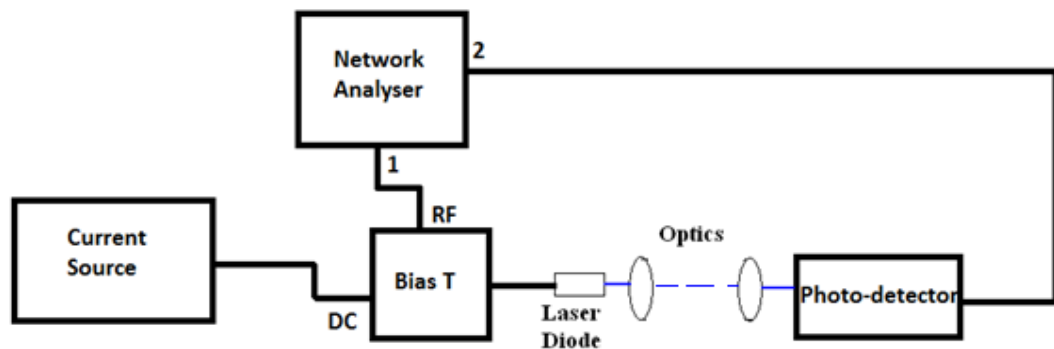 Network
Analyser
2
1
Current
Source
RF
Bias T
DC
Optics
Laser
Diode
Photo-detector